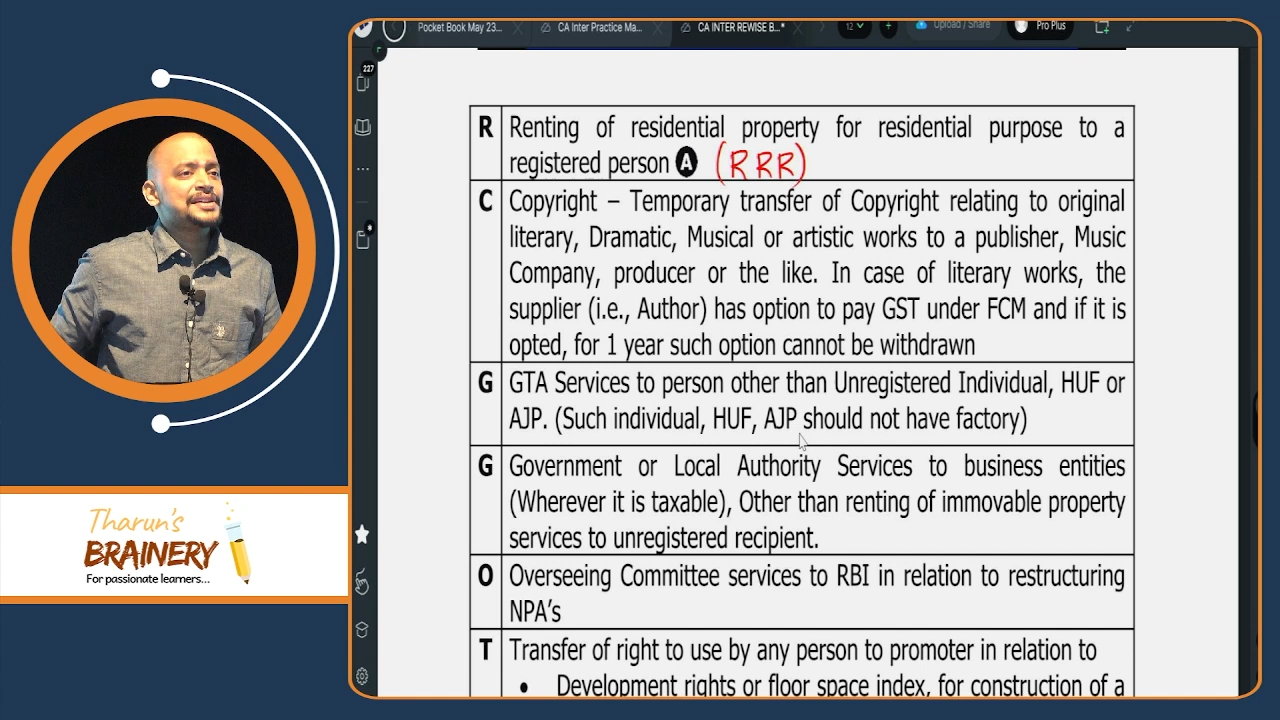 Pocket Book May 23...
CA Inter Practice Ma...
CA INTER REWISE B...*
12
Upload / Share
Pro Plus
227
R Renting of residential property for residential purpose to a
registered person A (RRR)
C Copyright – Temporary transfer of Copyright relating to original
literary, Dramatic, Musical or artistic works to a publisher, Music
Company, producer or the like. In case of literary works, the
supplier (i.e., Author) has option to pay GST under FCM and if it is
opted, for 1 year such option cannot be withdrawn
G GTA Services to person other than Unregistered Individual, HUF or
AJP. (Such individual, HUF, AJP should not have factory)
G Government or Local Authority Services to business entities
(Wherever it is taxable), Other than renting of immovable property
services to unregistered recipient.
O Overseeing Committee services to RBI in relation to restructuring
NPA's
T Transfer of right to use by any person to promoter in relation to
• Development rights or floor space index, for construction of a
Tharun's
BRAINERY
For passionate learners...